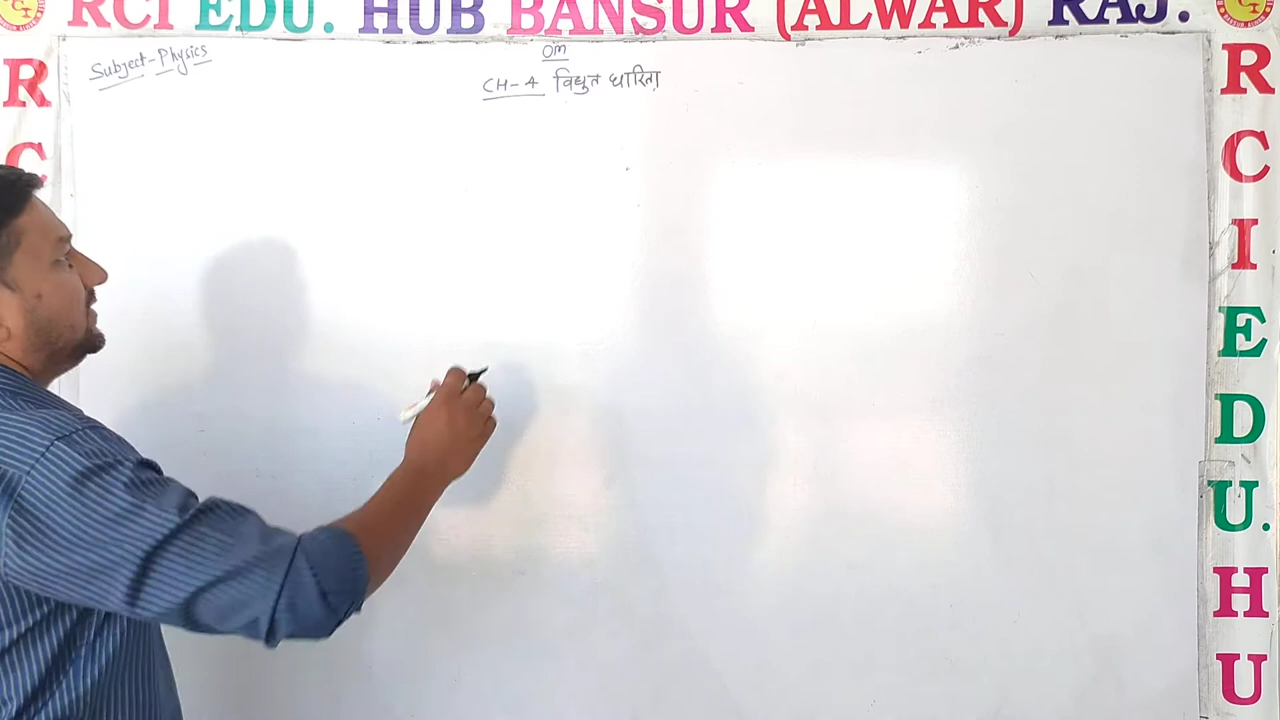 RCI EDU. HUB BANSUR (ALWAR) RAJ.
Subject-Physics
Om
CH-4 विद्युत धारिता
R
C
R
C
I
E
D
U.
H
U